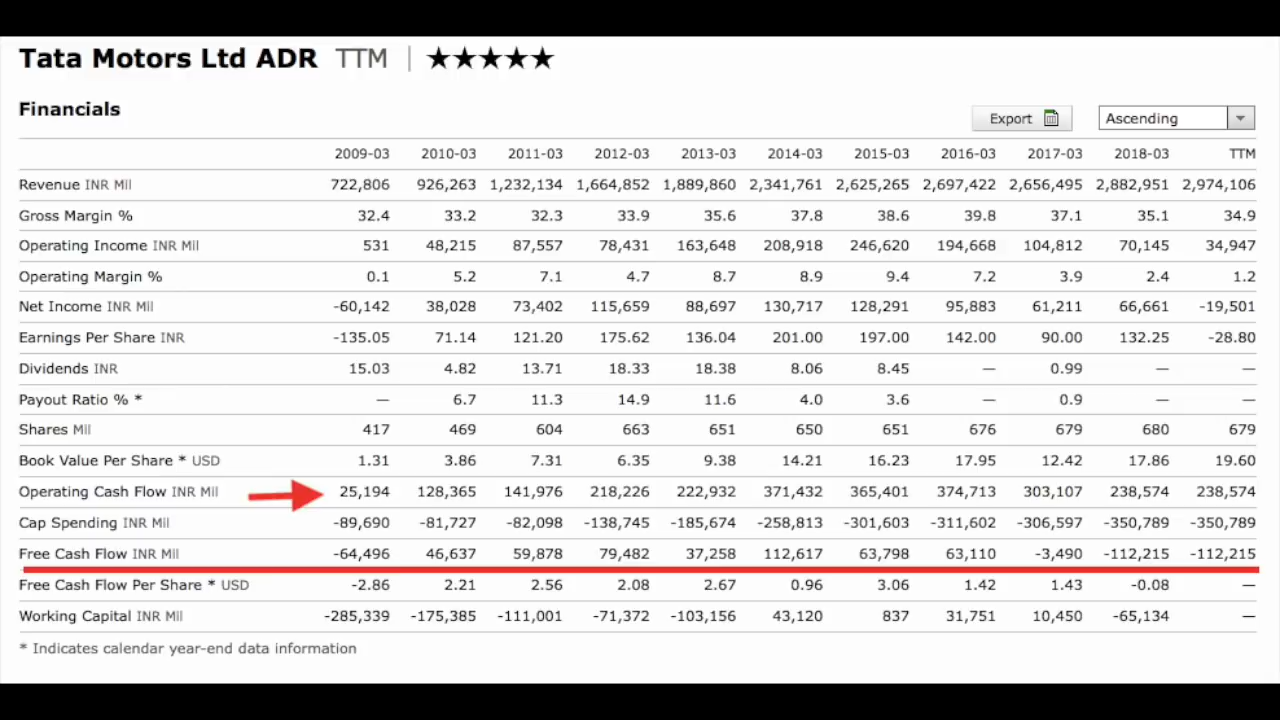 Tata Motors Ltd ADR TTM | ★★★★★
Financials
Export Ascending
2009-03 2010-03 2011-03 2012-03 2013-03 2014-03 2015-03 2016-03 2017-03 2018-03 TTM
Revenue INR Mil 722,806 926,263 1,232,134 1,664,852 1,889,860 2,341,761 2,625,265 2,697,422 2,656,495 2,882,951 2,974,106
Gross Margin % 32.4 33.2 32.3 33.9 35.6 37.8 38.6 39.8 37.1 35.1 34.9
Operating Income INR Mil 531 48,215 87,557 78,431 163,648 208,918 246,620 194,668 104,812 70,145 34,947
Operating Margin % 0.1 5.2 7.1 4.7 8.7 8.9 9.4 7.2 3.9 2.4 1.2
Net Income INR Mil -60,142 38,028 73,402 115,659 88,697 130,717 128,291 95,883 61,211 66,661 -19,501
Earnings Per Share INR -135.05 71.14 121.20 175.62 136.04 201.00 197.00 142.00 90.00 132.25 -28.80
Dividends INR 15.03 4.82 13.71 18.33 18.38 8.06 8.45 — 0.99 — —
Payout Ratio % * — 6.7 11.3 14.9 11.6 4.0 3.6 — 0.9 — —
Shares Mil 417 469 604 663 651 650 651 676 679 680 679
Book Value Per Share * USD 1.31 3.86 7.31 6.35 9.38 14.21 16.23 17.95 12.42 17.86 19.60
Operating Cash Flow INR Mil 25,194 128,365 141,976 218,226 222,932 371,432 365,401 374,713 303,107 238,574 238,574
Cap Spending INR Mil -89,690 -81,727 -82,098 -138,745 -185,674 -258,813 -301,603 -311,602 -306,597 -350,789 -350,789
Free Cash Flow INR Mil -64,496 46,637 59,878 79,482 37,258 112,617 63,798 63,110 -3,490 -112,215 -112,215
Free Cash Flow Per Share * USD -2.86 2.21 2.56 2.08 2.67 0.96 3.06 1.42 1.43 -0.08 —
Working Capital INR Mil -285,339 -175,385 -111,001 -71,372 -103,156 43,120 837 31,751 10,450 -65,134 —
* Indicates calendar year-end data information